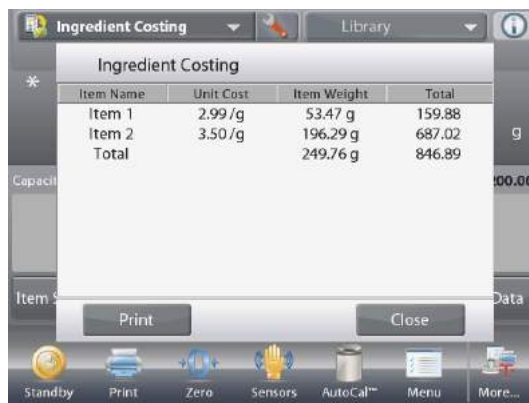 Ingredient Costing Library
Ingredient Costing
*
Item Name Unit Cost Item Weight Total
Item 1 2.99 /g 53.47 g 159.88
Item 2 3.50 /g 196.29 g 687.02
Total 249.76 g 846.89
g
Capacit 200.00
Item S Data
Print Close
Standby Print Zero Sensors AutoCal™ Menu More...